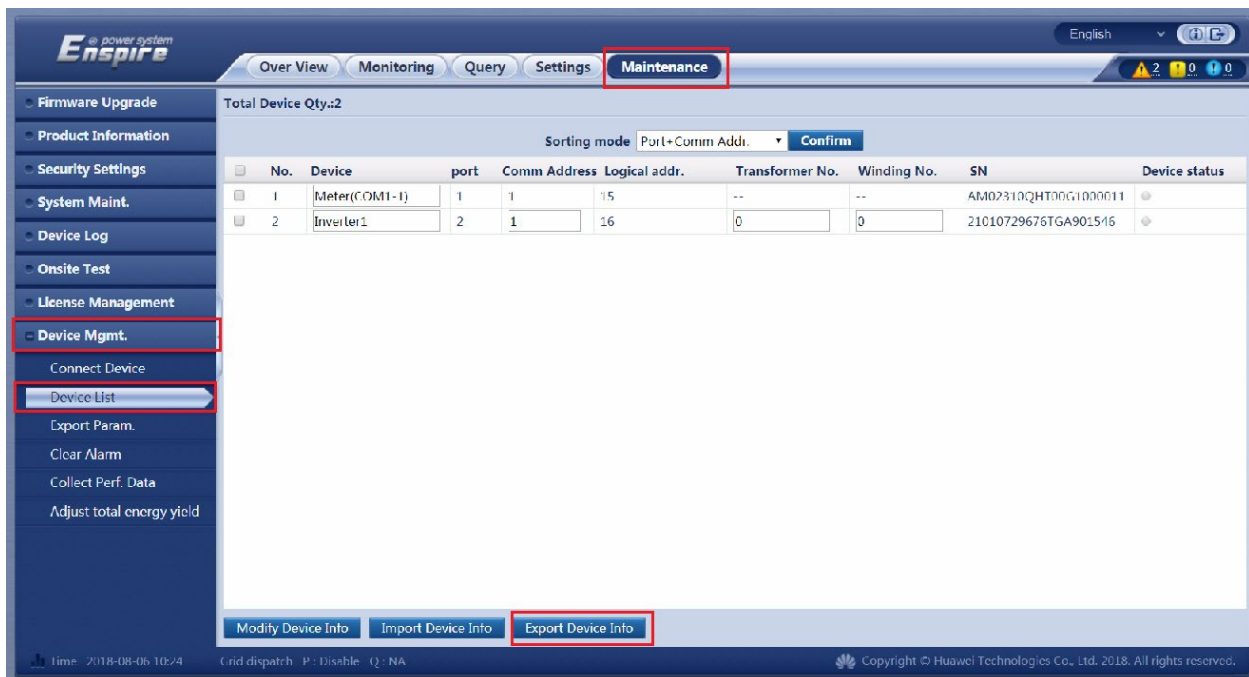 e power system
Enspire
English
Over View Monitoring Query Settings Maintenance
2 0 0
Firmware Upgrade
Product Information
Security Settings
System Maint.
Device Log
Onsite Test
License Management
Device Mgmt.
Connect Device
Device List
Export Param.
Clear Alarm
Collect Perf. Data
Adjust total energy yield
Total Device Qty.:2
Sorting mode Port+Comm Addr. Confirm
No. Device port Comm Address Logical addr. Transformer No. Winding No. SN Device status
1 Meter(COM1-1) 1 1 15 -- --
2 Inverter1 2 1 16 0 0 21010729676TGA901546
Modify Device Info Import Device Info Export Device Info
Time 2018-08-06 10:24 Grid dispatch P : Disable Q : NA Copyright © Huawei Technologies Co., Ltd. 2018. All rights reserved.